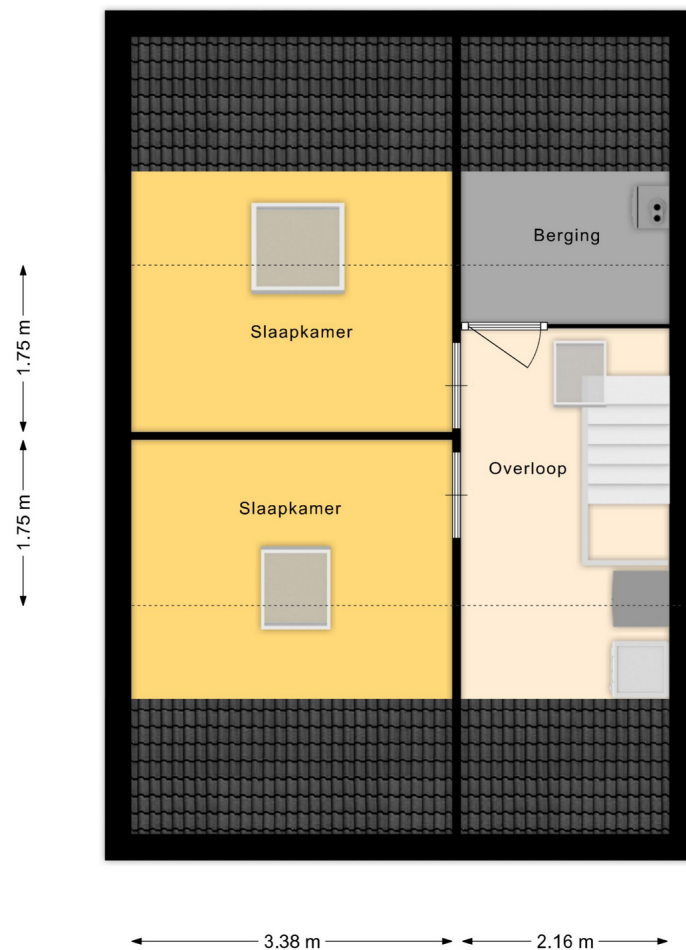 Berging
1.75 m
Slaapkamer
Overloop
1.75 m
Slaapkamer
3.38 m
2.16 m